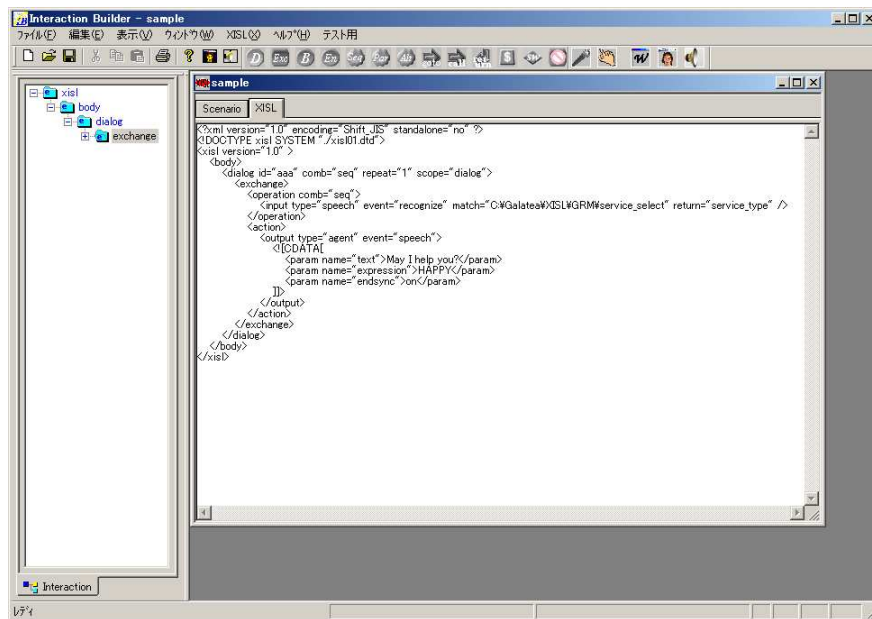 Interaction Builder - sample
ファイル(F) 編集(E) 表示(V) ウィンドウ(W) XISL(X) ヘルプ(H) テスト用
D Exc B En Seq Par Alt
xisl
body
dialog
exchange
sample
Scenario XISL
<?xml version="1.0" encoding="Shift_JIS" standalone="no" ?>
<!DOCTYPE xisl SYSTEM "./xisl01.dtd">
<xisl version="1.0" >
<body>
<dialog id="aaa" comb="seq" repeat="1" scope="dialog">
<exchange>
<operation comb="seq">
<input type="speech" event="recognize" match="C:¥Galatea¥XISL¥GRM¥service_select" return="service_type" />
</operation>
<action>
<output type="agent" event="speech">
<![CDATA[
<param name="text">May I help you?</param>
<param name="expression">HAPPY</param>
<param name="endsync">on</param>
]]>
</output>
</action>
</exchange>
</dialog>
</body>
</xisl>
Interaction
レディ